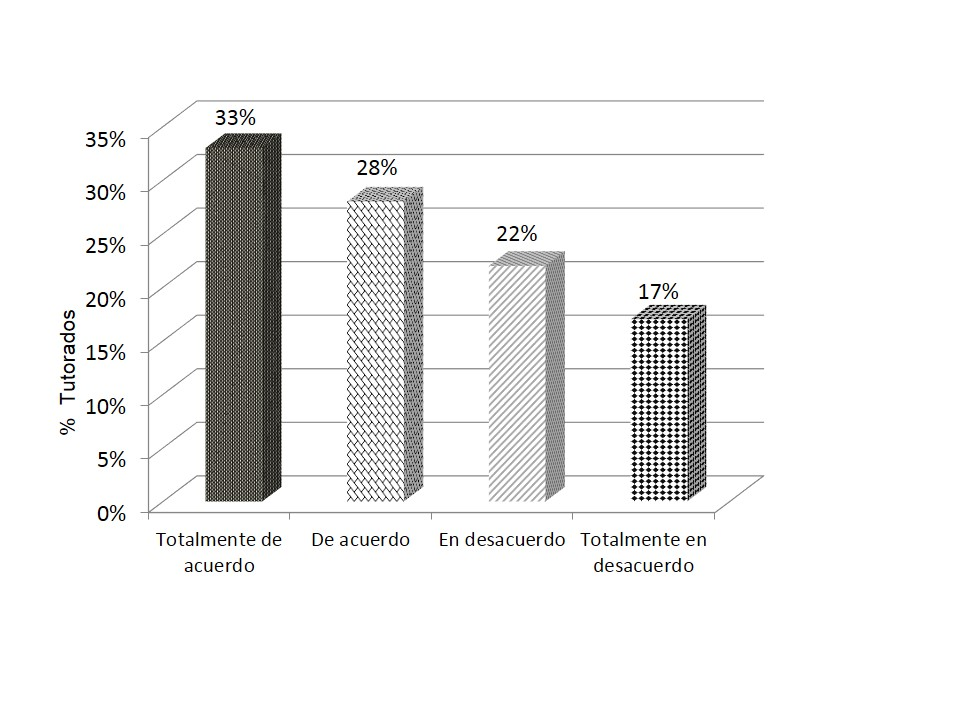 33%
28%
22%
17%
35%
30%
25%
20%
15%
10%
5%
0%
% Tutorados
Totalmente de
acuerdo
De acuerdo
En desacuerdo
Totalmente en
desacuerdo